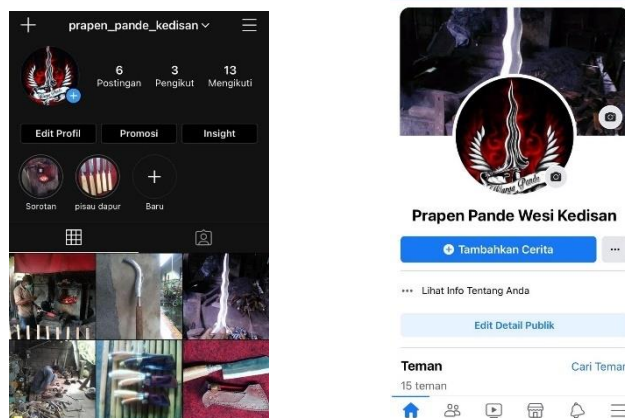 prapen_pande_kedisan
6 3 13
Postingan Pengikut Mengikuti
Edit Profil Promosi Insight
Sorotan pisau dapur Baru
Prapen Pande Wesi Kedisan
Tambahkan Cerita
Lihat Info Tentang Anda
Edit Detail Publik
Teman Cari Teman
15 teman